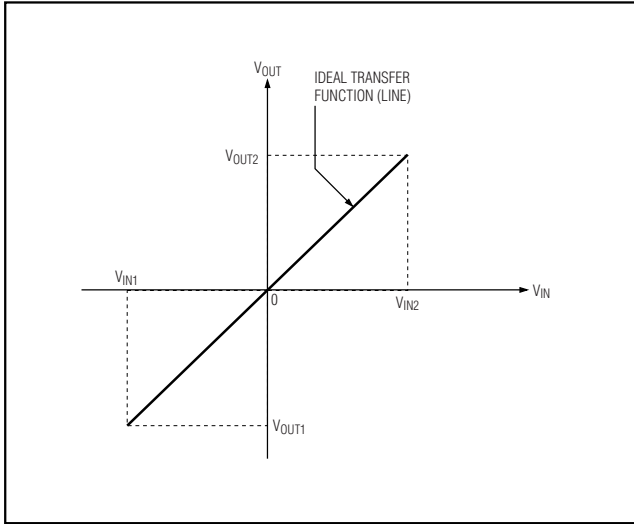 VOUT
IDEAL TRANSFER
FUNCTION (LINE)
VOUT2
VIN1
0
VIN2
VIN
VOUT1